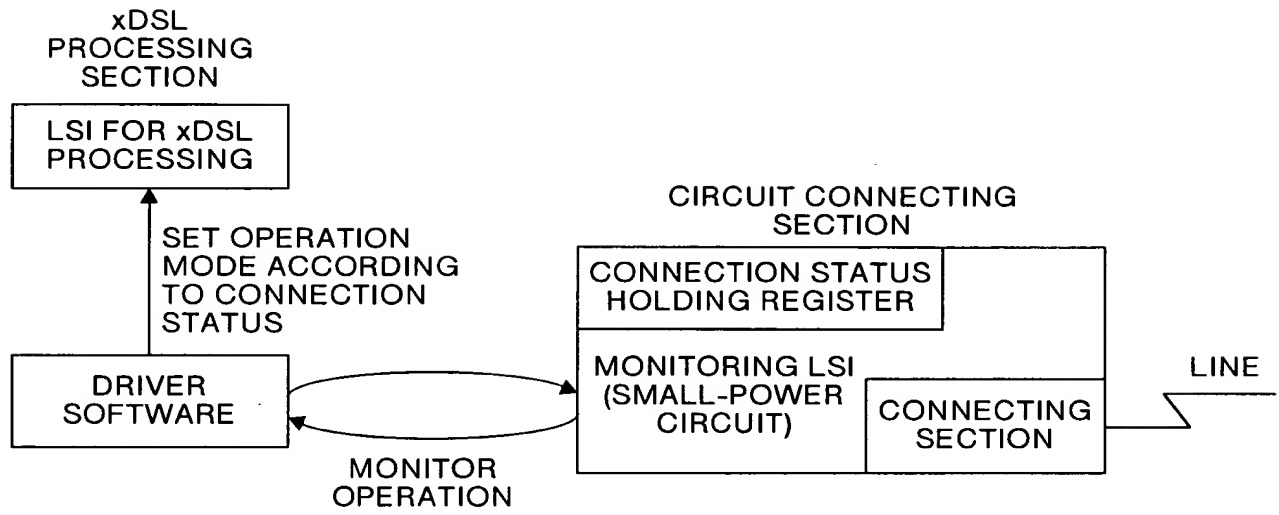 xDSL
PROCESSING
SECTION
LSI FOR xDSL
PROCESSING
SET OPERATION
MODE ACCORDING
TO CONNECTION
STATUS
DRIVER
SOFTWARE
MONITOR
OPERATION
CIRCUIT CONNECTING
SECTION
CONNECTION STATUS
HOLDING REGISTER
MONITORING LSI
(SMALL-POWER
CIRCUIT)
CONNECTING
SECTION
LINE